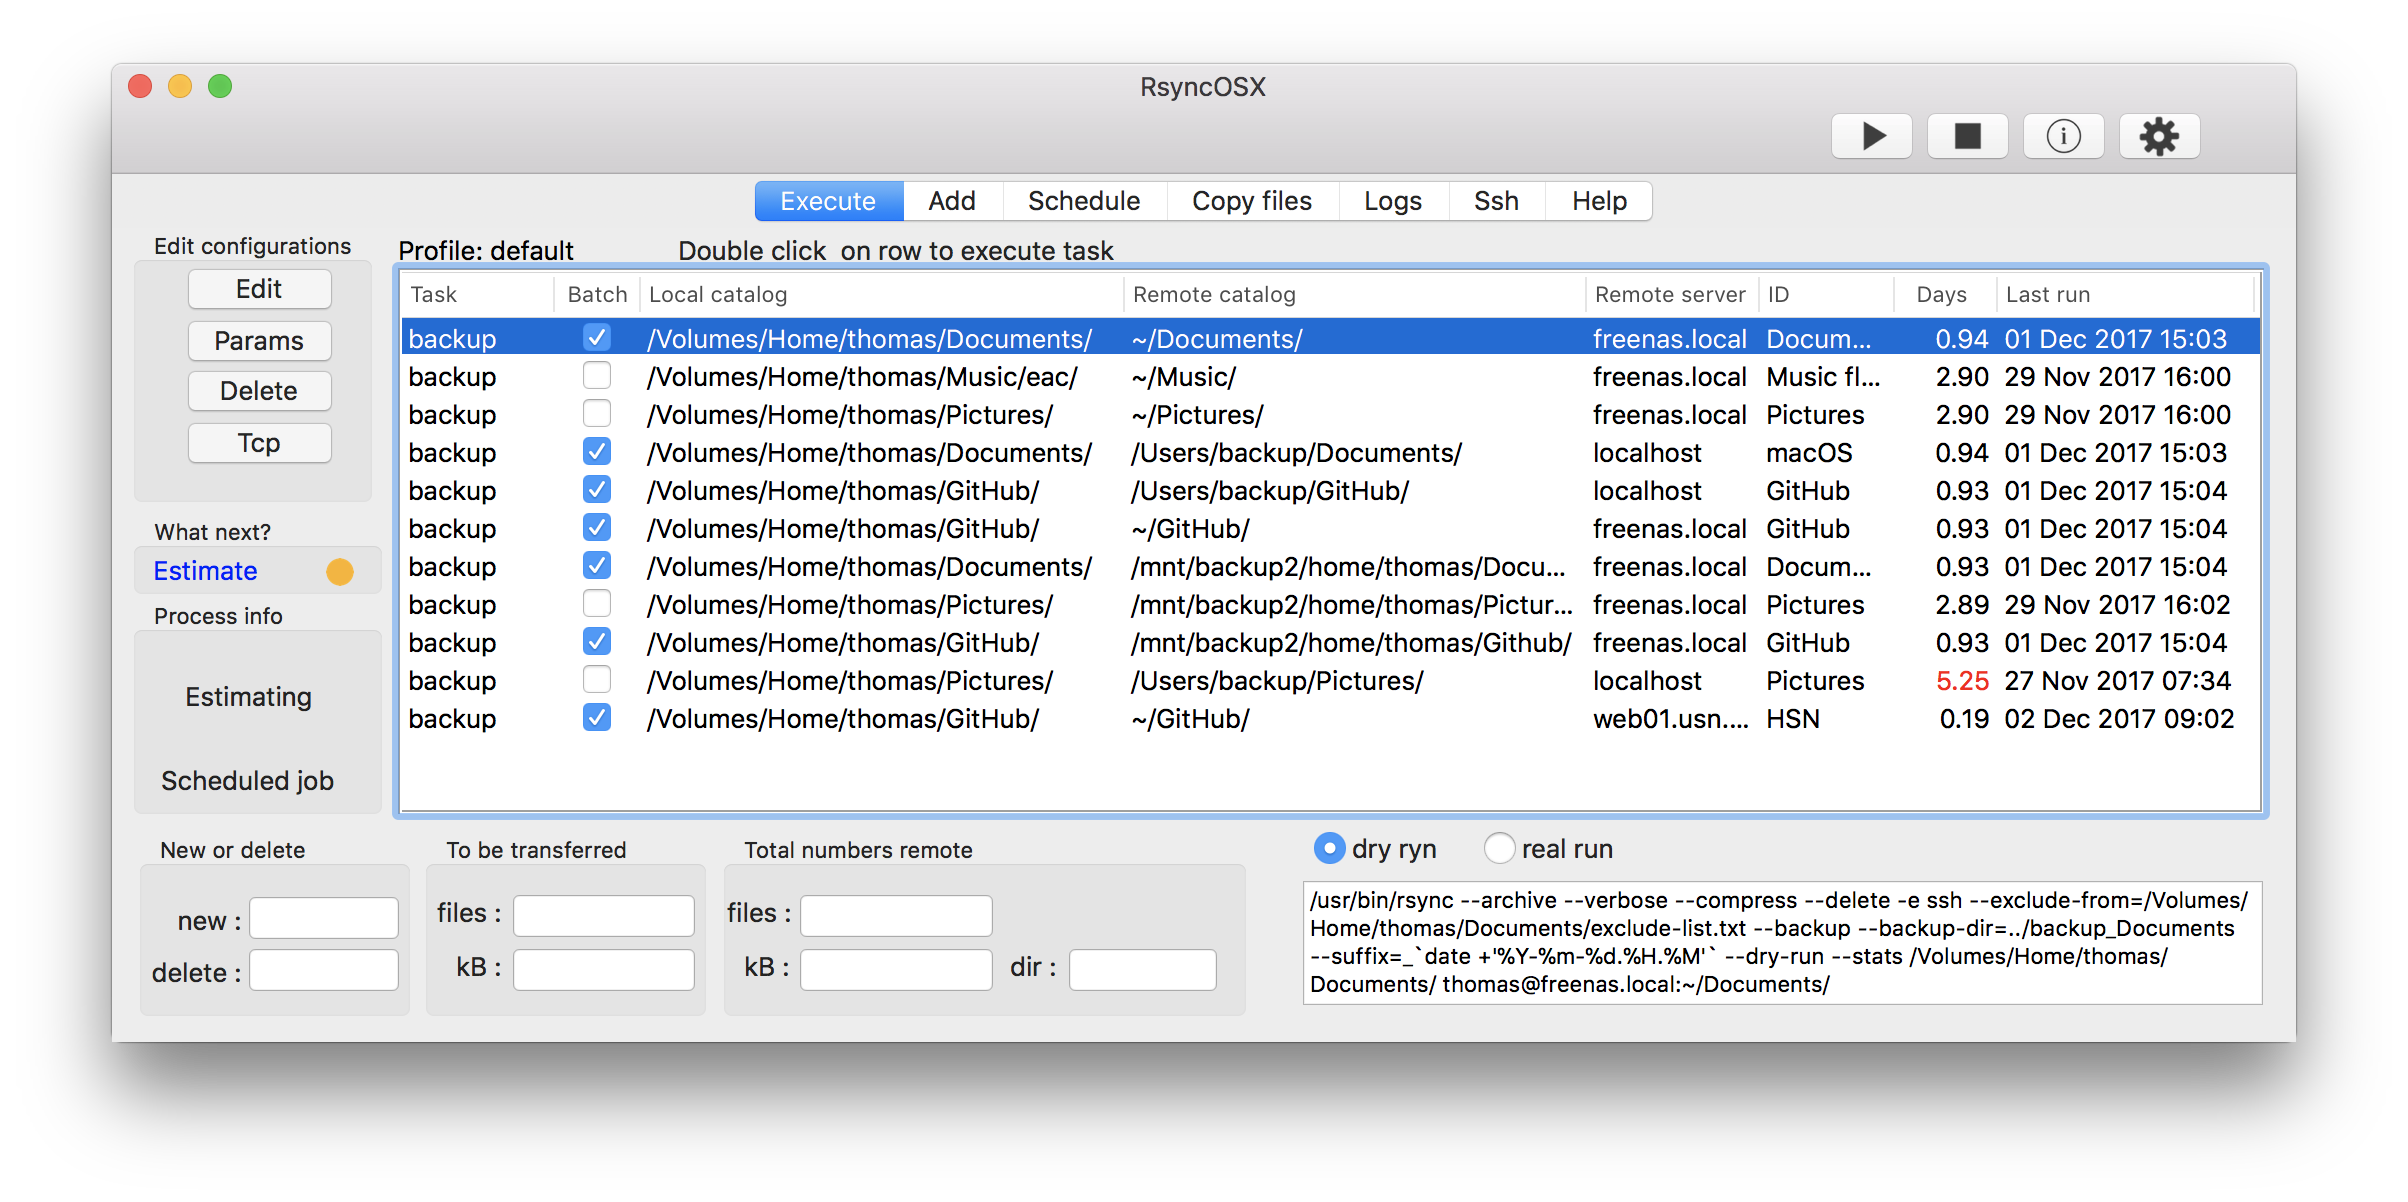 RsyncOSX
Execute Add Schedule Copy files Logs Ssh Help
Edit configurations
Edit
Params
Delete
Tcp
What next?
Estimate
Process info
Estimating
Scheduled job
Profile: default Double click on row to execute task
Task Batch Local catalog Remote catalog Remote server ID Days Last run
backup /Volumes/Home/thomas/Documents/ ~/Documents/ freenas.local Docum... 0.94 01 Dec 2017 15:03
backup /Volumes/Home/thomas/Music/eac/ ~/Music/ freenas.local Music fl... 2.90 29 Nov 2017 16:00
backup /Volumes/Home/thomas/Pictures/ ~/Pictures/ freenas.local Pictures 2.90 29 Nov 2017 16:00
backup /Volumes/Home/thomas/Documents/ /Users/backup/Documents/ localhost macOS 0.94 01 Dec 2017 15:03
backup /Volumes/Home/thomas/GitHub/ /Users/backup/GitHub/ localhost GitHub 0.93 01 Dec 2017 15:04
backup /Volumes/Home/thomas/GitHub/ ~/GitHub/ freenas.local GitHub 0.93 01 Dec 2017 15:04
backup /Volumes/Home/thomas/Documents/ /mnt/backup2/home/thomas/Docu... freenas.local Docum... 0.93 01 Dec 2017 15:04
backup /Volumes/Home/thomas/Pictures/ /mnt/backup2/home/thomas/Pictur... freenas.local Pictures 2.89 29 Nov 2017 16:02
backup /Volumes/Home/thomas/GitHub/ /mnt/backup2/home/thomas/Github/ freenas.local GitHub 0.93 01 Dec 2017 15:04
backup /Volumes/Home/thomas/Pictures/ /Users/backup/Pictures/ localhost Pictures 5.25 27 Nov 2017 07:34
backup /Volumes/Home/thomas/GitHub/ ~/GitHub/ web01.usn.... HSN 0.19 02 Dec 2017 09:02
New or delete
new :
delete :
To be transferred
files :
kB :
Total numbers remote
files :
kB : dir :
dry ryn real run
/usr/bin/rsync --archive --verbose --compress --delete -e ssh --exclude-from=/Volumes/
Home/thomas/Documents/exclude-list.txt --backup --backup-dir=../backup_Documents
--suffix=_`date +'%Y-%m-%d.%H.%M'` --dry-run --stats /Volumes/Home/thomas/
Documents/ thomas@freenas.local:~/Documents/